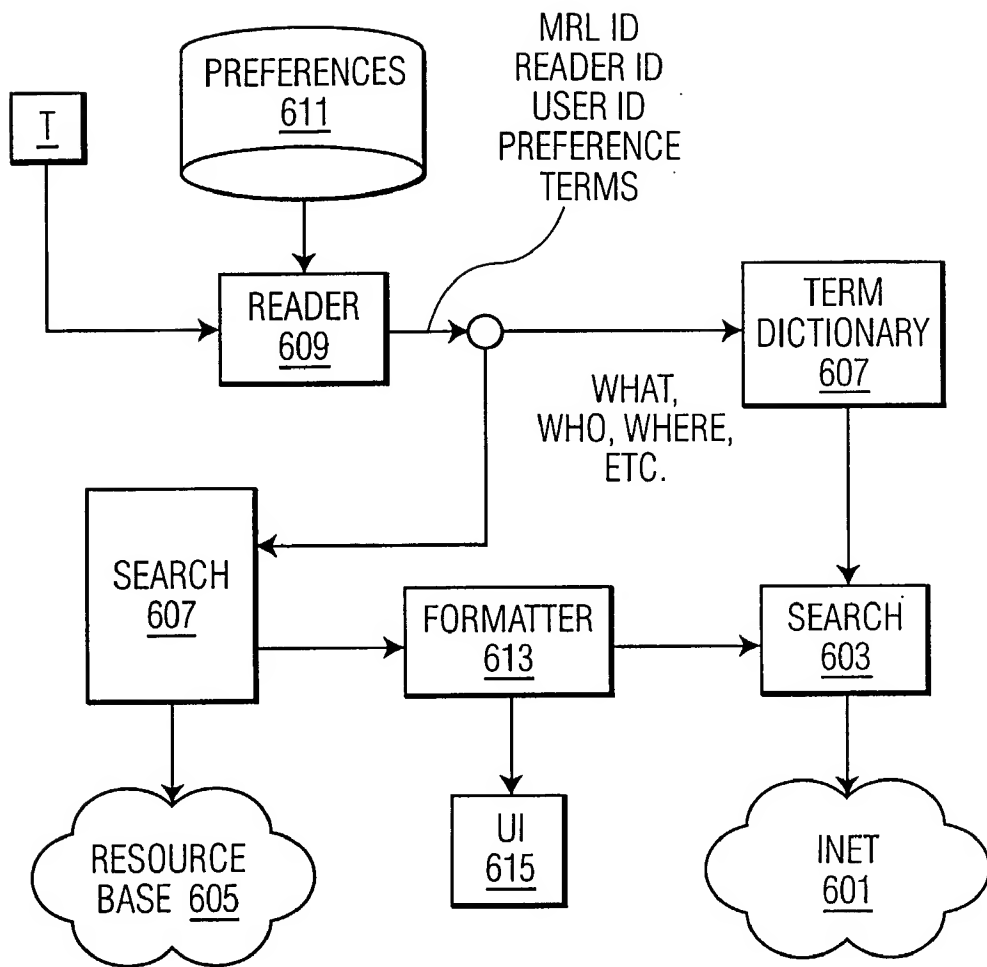 MRL ID
READER ID
USER ID
PREFERENCE
TERMS
PREFERENCES
611
T
READER
609
TERM
DICTIONARY
607
WHAT,
WHO, WHERE,
ETC.
SEARCH
607
FORMATTER
613
SEARCH
603
RESOURCE
BASE 605
UI
615
INET
601